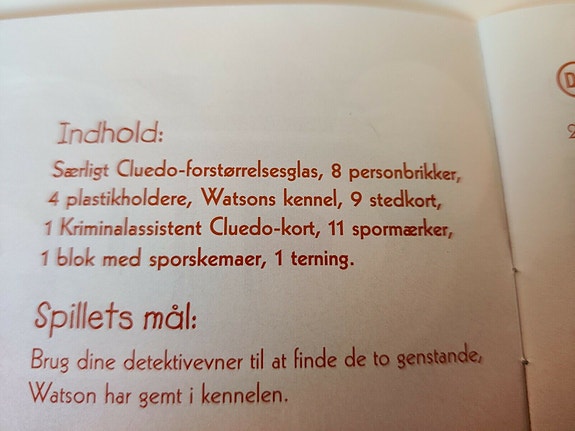 Indhold:
Særligt Cluedo-forstørrelsesglas, 8 personbrikker,
4 plastikholdere, Watsons kennel, 9 stedkort,
1 Kriminalassistent Cluedo-kort, 11 spormærker,
1 blok med sporskemaer, 1 terning.
Spillets mål:
Brug dine detektivevner til at finde de to genstande,
Watson har gemt i kennelen.